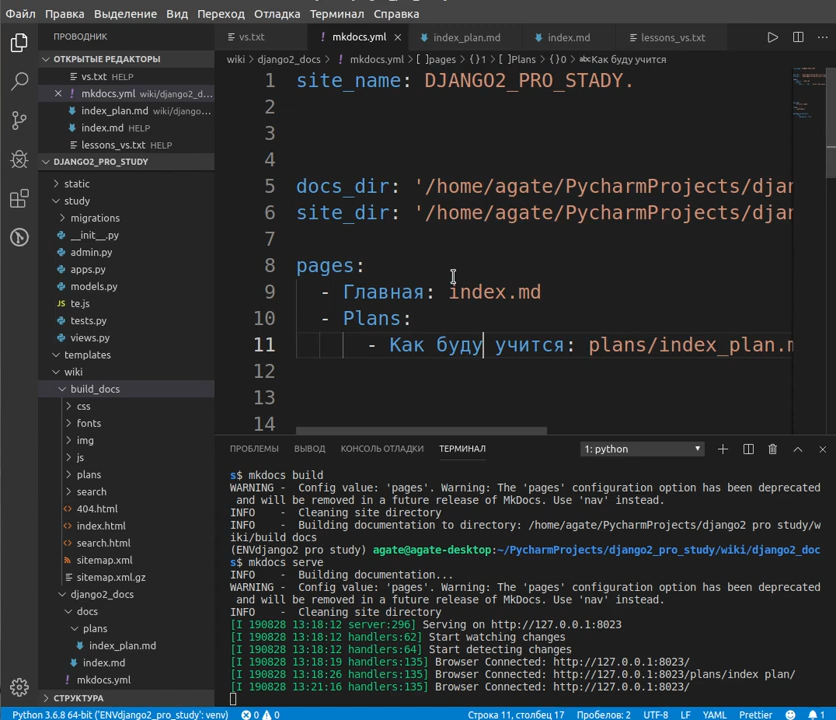 Файл Правка Выделение Вид Переход Отладка Терминал Справка
ПРОВОДНИК
vs.txt
mkdocs.yml
index_plan.md
index.md
lessons_vs.txt
ОТКРЫТЫЕ РЕДАКТОРЫ
vs.txt HELP
mkdocs.yml wiki/django2_d...
index_plan.md wiki/django...
index.md HELP
lessons_vs.txt HELP
DJANGO2_PRO_STUDY
static
study
migrations
__init__.py
admin.py
apps.py
models.py
te.js
tests.py
views.py
templates
wiki
build_docs
css
fonts
img
js
plans
search
404.html
index.html
search.html
sitemap.xml
sitemap.xml.gz
django2_docs
docs
plans
index_plan.md
index.md
mkdocs.yml
СТРУКТУРА
wiki > django2_docs > ! mkdocs.yml > [ ]pages > { }1 > [ ]Plans > { }0 > abc Как буду учится
1 site_name: DJANGO2_PRO_STADY.
2
3
4
5 docs_dir: '/home/agate/PycharmProjects/djan
6 site_dir: '/home/agate/PycharmProjects/djan
7
8 pages:
9 - Главная: index.md
10 - Plans:
11 - Как буду учится: plans/index_plan.m
12
13
14
ПРОБЛЕМЫ ВЫВОД КОНСОЛЬ ОТЛАДКИ ТЕРМИНАЛ 1: python
s$ mkdocs build
WARNING - Config value: 'pages'. Warning: The 'pages' configuration option has been deprecated
and will be removed in a future release of MkDocs. Use 'nav' instead.
INFO - Cleaning site directory
INFO - Building documentation to directory: /home/agate/PycharmProjects/django2 pro study/w
iki/build docs
(ENVdjango2 pro study) agate@agate-desktop:~/PycharmProjects/django2_pro_study/wiki/django2_doc
s$ mkdocs serve
INFO - Building documentation...
WARNING - Config value: 'pages'. Warning: The 'pages' configuration option has been deprecated
and will be removed in a future release of MkDocs. Use 'nav' instead.
INFO - Cleaning site directory
[I 190828 13:18:12 server:296] Serving on http://127.0.0.1:8023
[I 190828 13:18:12 handlers:62] Start watching changes
[I 190828 13:18:12 handlers:64] Start detecting changes
[I 190828 13:18:19 handlers:135] Browser Connected: http://127.0.0.1:8023/
[I 190828 13:18:26 handlers:135] Browser Connected: http://127.0.0.1:8023/plans/index plan/
[I 190828 13:21:16 handlers:135] Browser Connected: http://127.0.0.1:8023/
Python 3.6.8 64-bit ('ENVdjango2_pro_study': venv) 0 0 Строка 11, столбец 17 Пробелов: 2 UTF-8 LF YAML Prettier 1